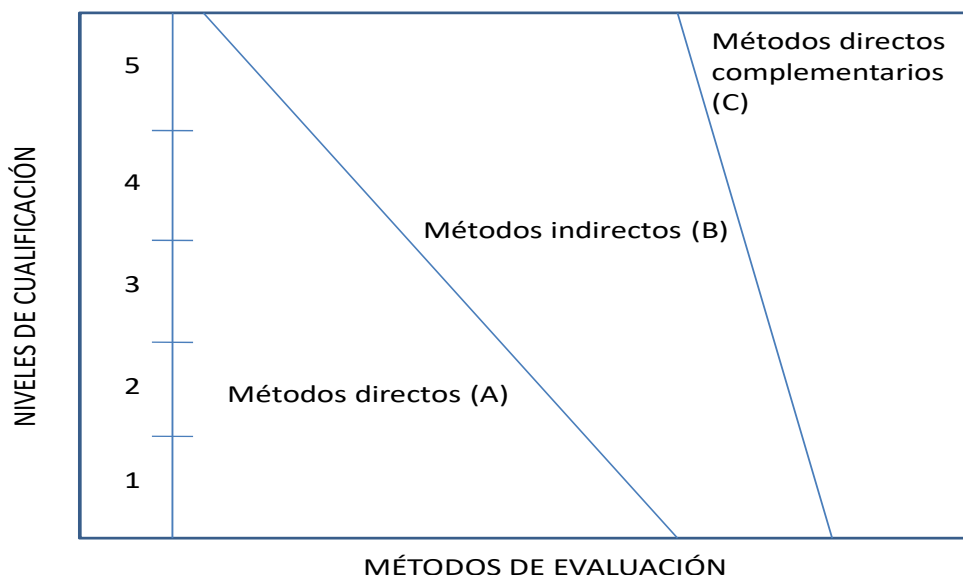 NIVELES DE CUALIFICACIÓN
5
4
3
2
1
Métodos directos
complementarios
(C)
Métodos indirectos (B)
Métodos directos (A)
MÉTODOS DE EVALUACIÓN